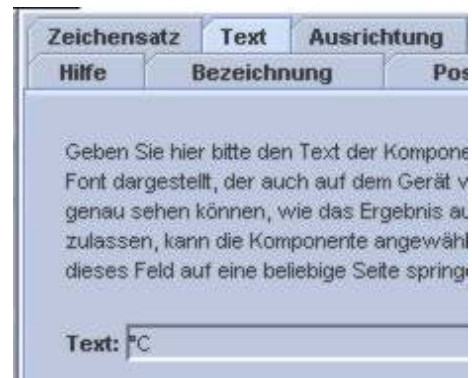 Zeichensatz Text Ausrichtung
Hilfe Bezeichnung Pos
Geben Sie hier bitte den Text der Kompone
Font dargestellt, der auch auf dem Gerät v
genau sehen können, wie das Ergebnis au
zulassen, kann die Komponente angewähl
dieses Feld auf eine beliebige Seite springe
Text: °C